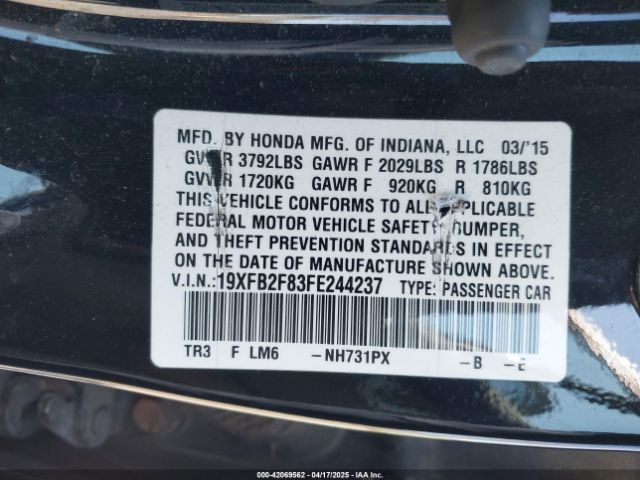 MFD. BY HONDA MFG. OF INDIANA, LLC 03/'15
GVWR 3792LBS GAWR F 2029LBS R 1786LBS
GVWR 1720KG GAWR F 920KG R 810KG
THIS VEHICLE CONFORMS TO ALL APPLICABLE
FEDERAL MOTOR VEHICLE SAFETY, BUMPER,
AND THEFT PREVENTION STANDARDS IN EFFECT
ON THE DATE OF MANUFACTURE SHOWN ABOVE.
V.I.N.:19XFB2F83FE244237 TYPE: PASSENGER CAR
TR3 F LM6 -NH731PX -B -E
000-42069562 04/17/2025 IAA Inc.